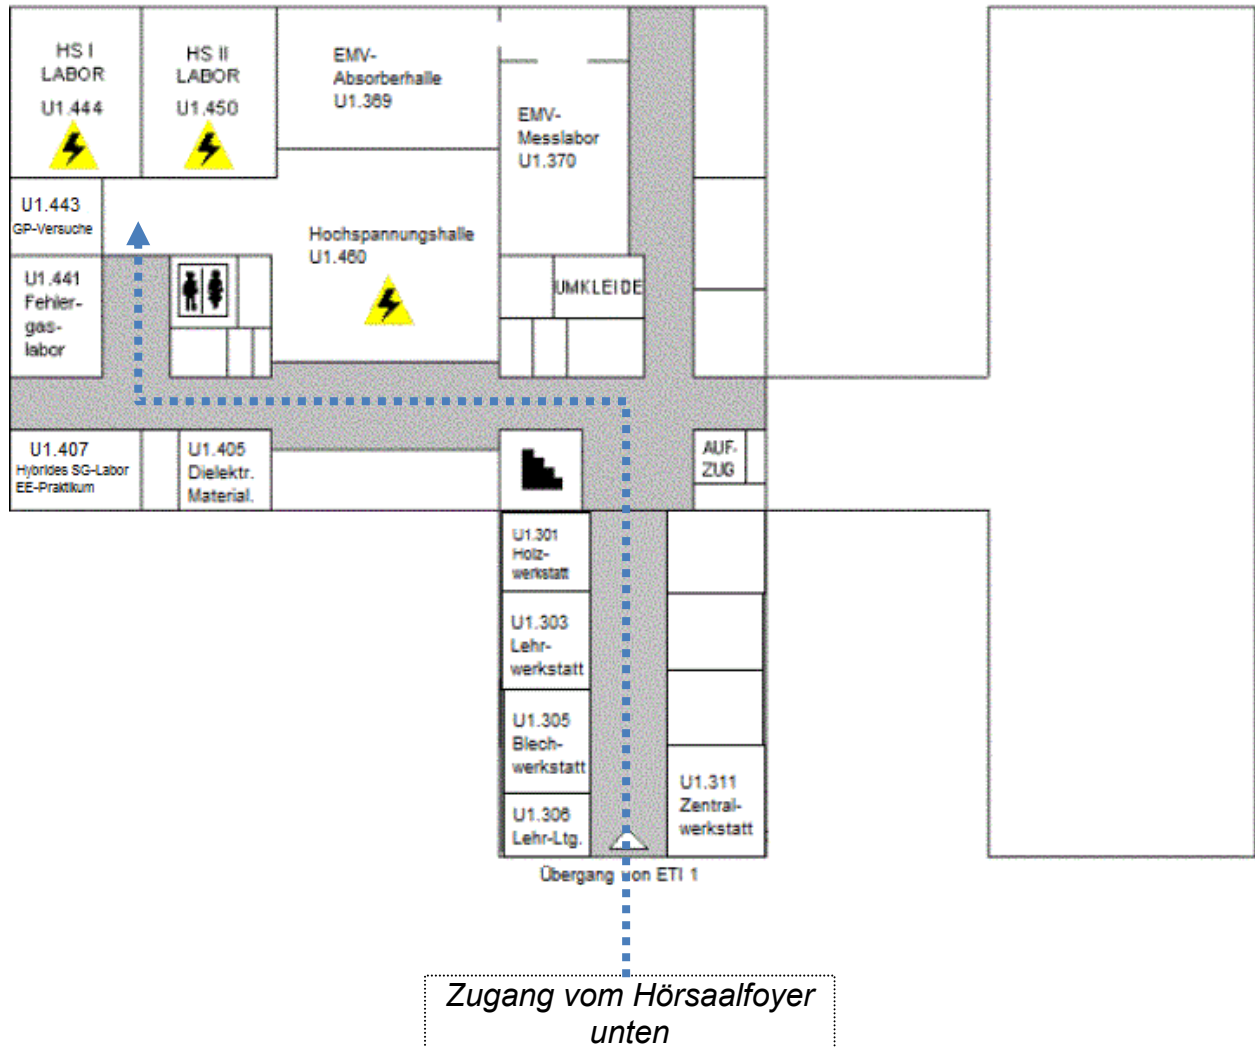 HS I
LABOR
U1.444
HS II
LABOR
U1.450
EMV-
Absorberhalle
U1.369
EMV-
Messlabor
U1.370
U1.443
GP-Versuche
Hochspannungshalle
U1.460
U1.441
Fehler-
gas-
labor
UMKLEIDE
U1.407
Hybrides SG-Labor
EE-Praktikum
U1.405
Dielektr.
Material.
AUF-
ZUG
U1.301
Holz-
werkstatt
U1.303
Lehr-
werkstatt
U1.305
Blech-
werkstatt
U1.306
Lehr-Ltg.
U1.311
Zentral-
werkstatt
Übergang von ETI 1
Zugang vom Hörsaalfoyer
unten